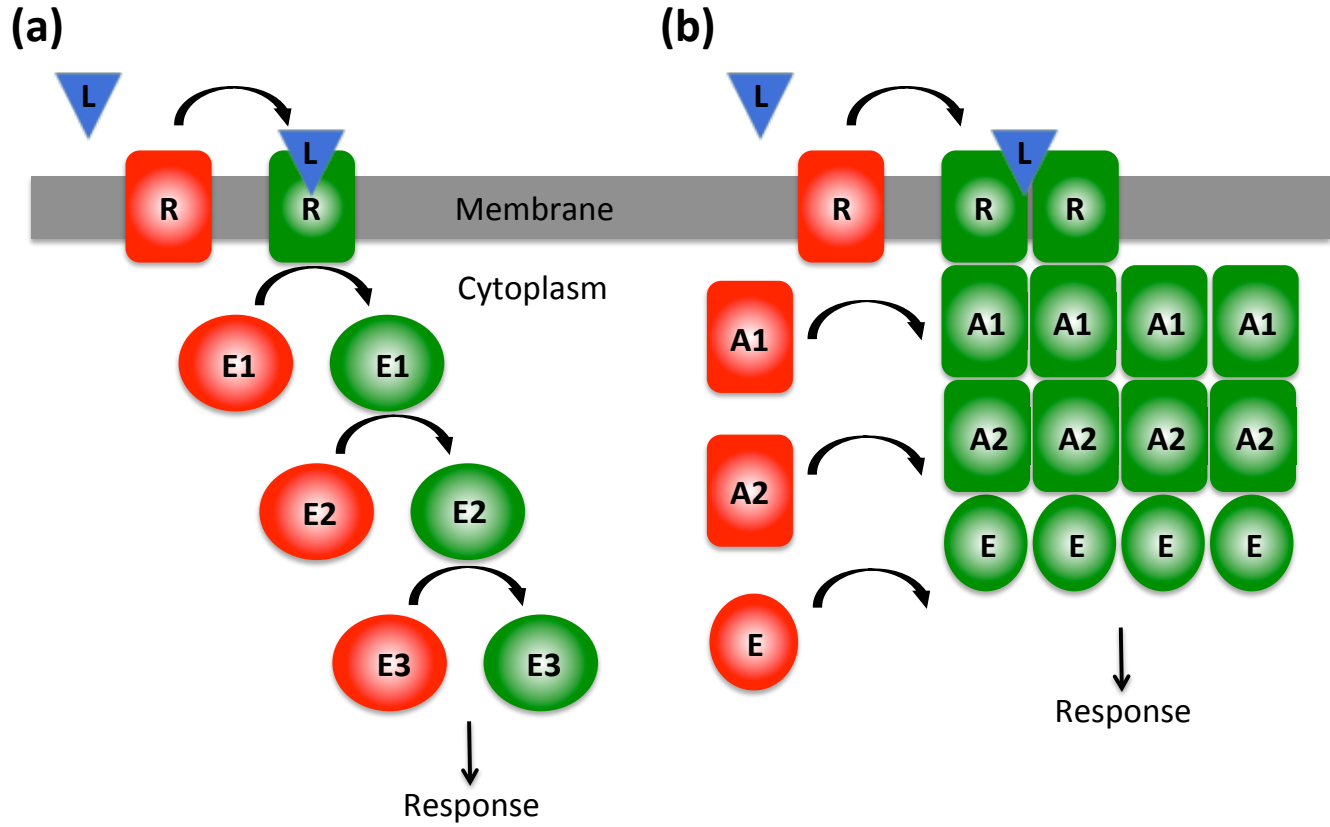 (a)
L
L
R
R
Membrane
Cytoplasm
E1
E1
E2
E2
E3
E3
Response
(b)
L
L
R
R
R
A1
A1
A1
A1
A1
A2
A2
A2
A2
A2
E
E
E
E
E
Response